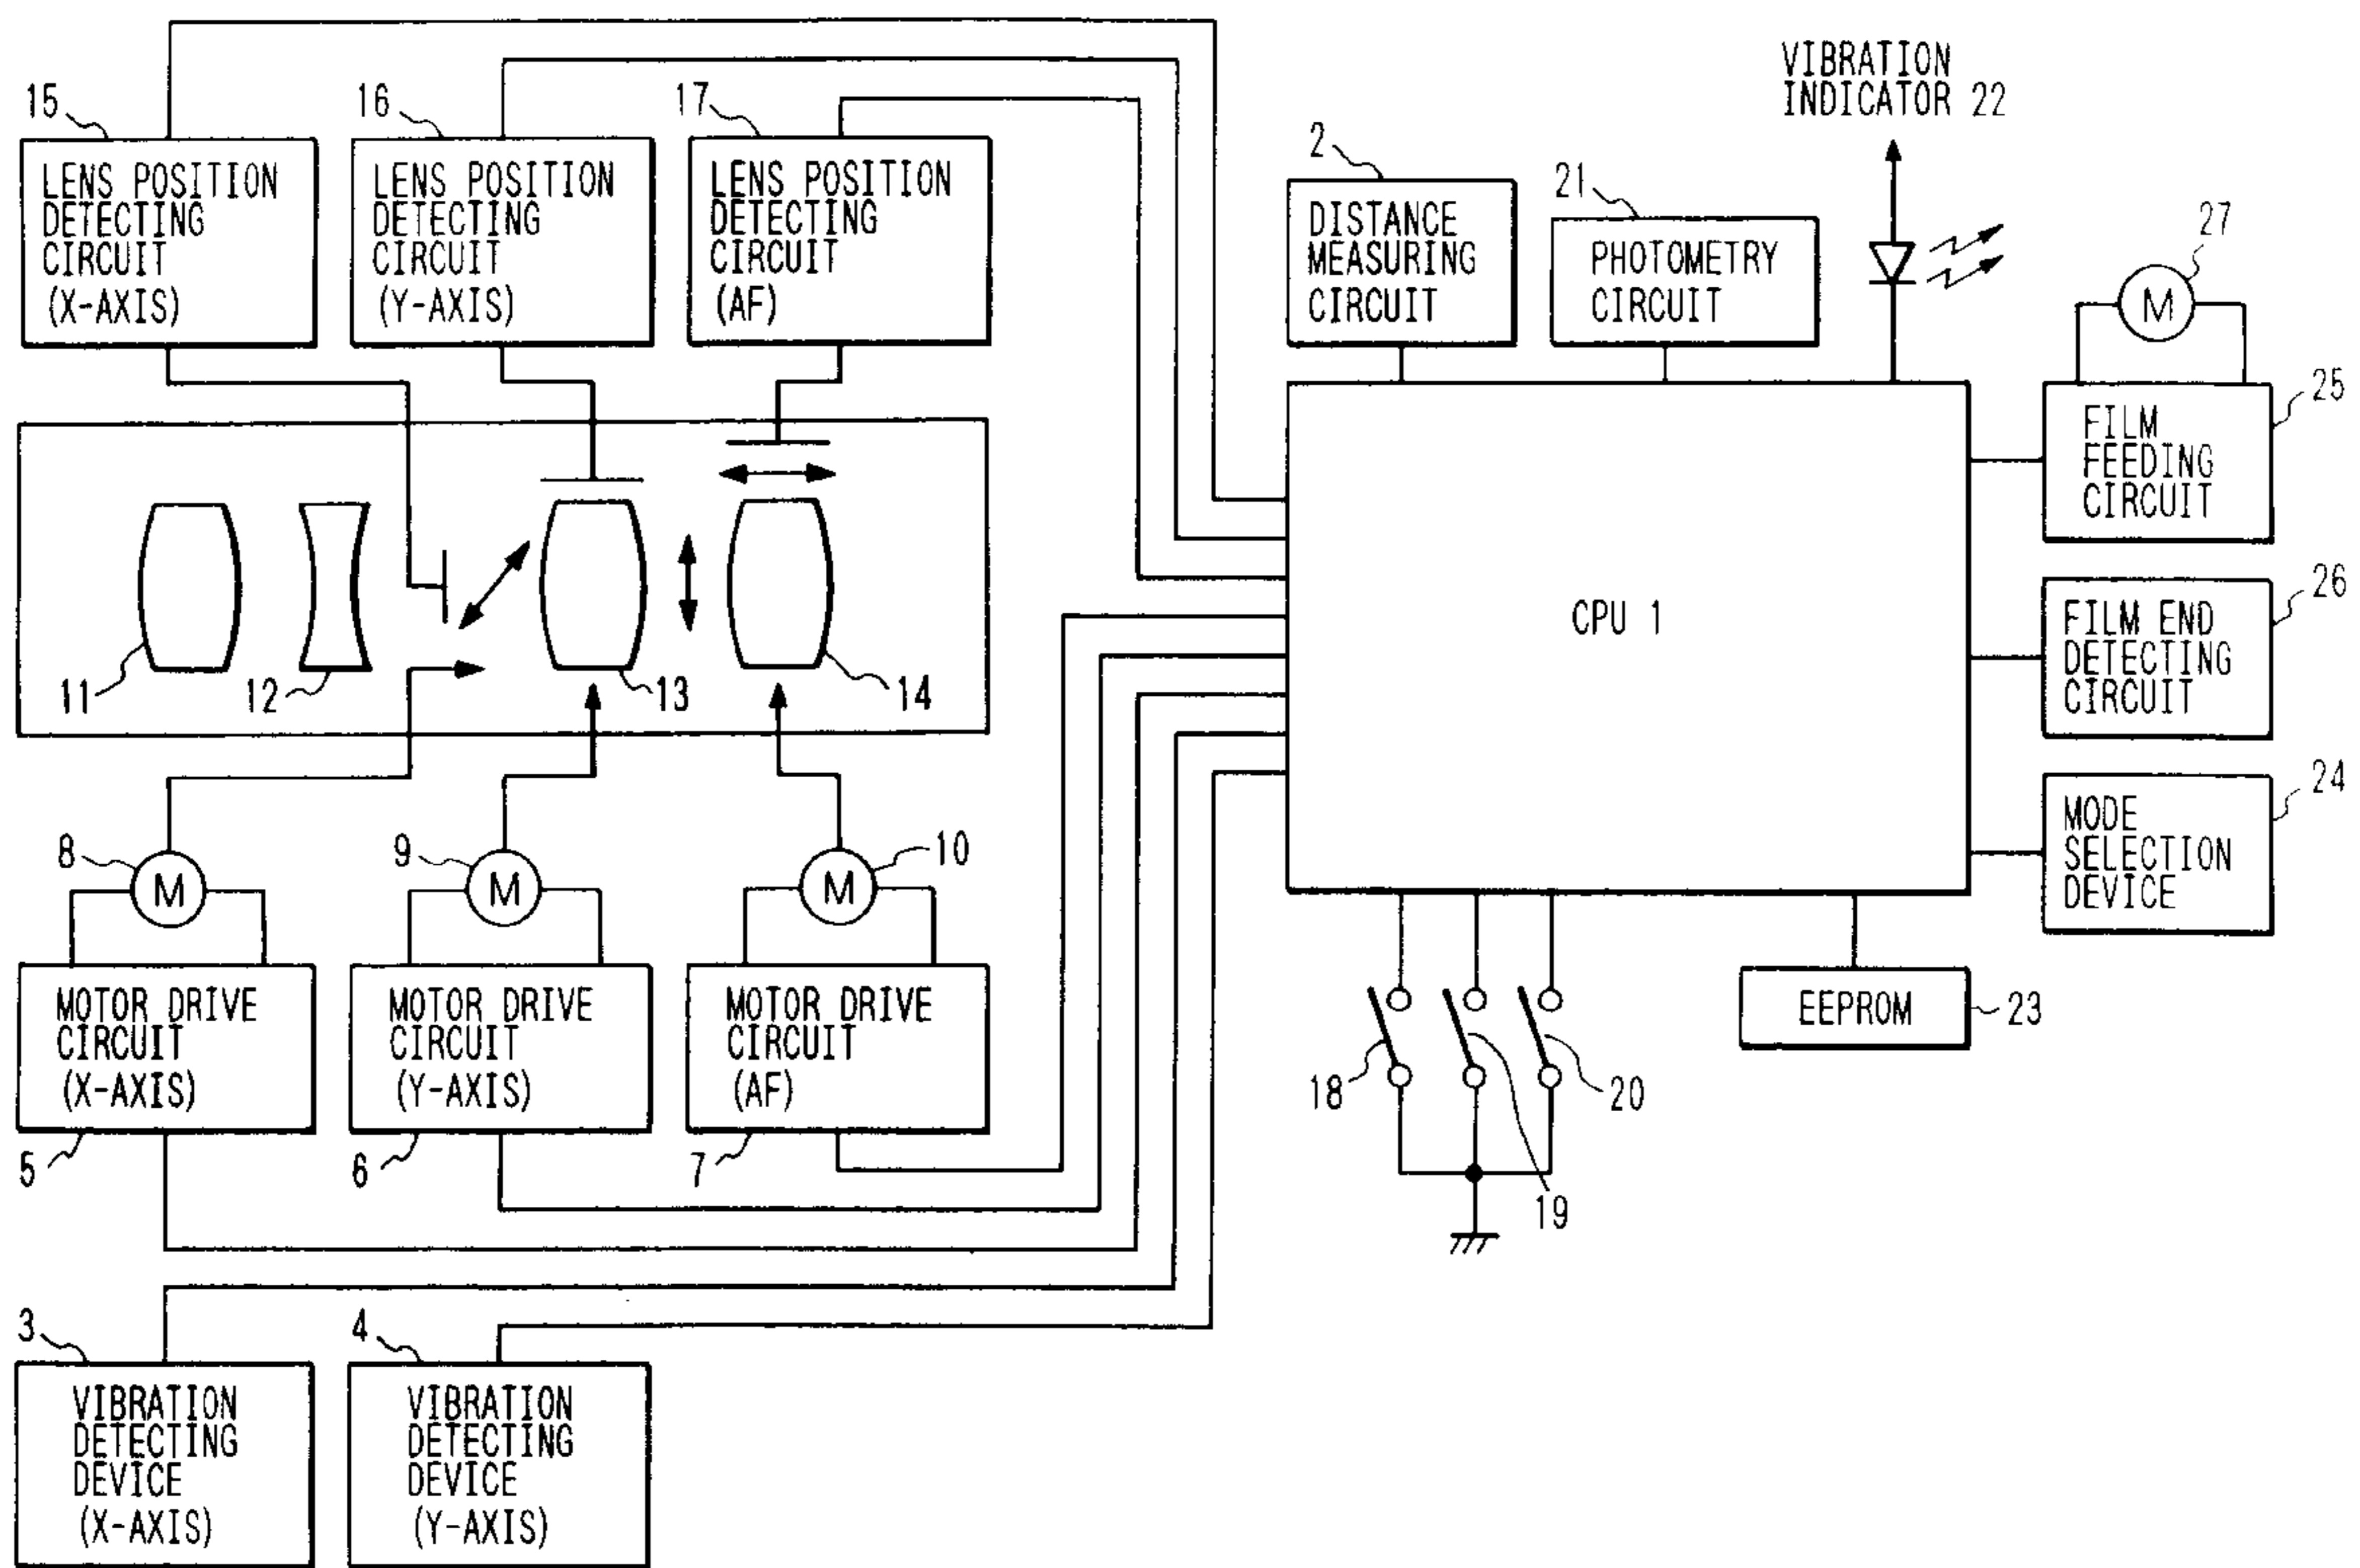 VIBRATION
INDICATOR 22
15
16
17
2
21
27
LENS POSITION
DETECTING
CIRCUIT
(X-AXIS)
LENS POSITION
DETECTING
CIRCUIT
(Y-AXIS)
LENS POSITION
DETECTING
CIRCUIT
(AF)
DISTANCE
MEASURING
CIRCUIT
PHOTOMETRY
CIRCUIT
M
25
FILM
FEEDING
CIRCUIT
26
FILM END
DETECTING
CIRCUIT
24
MODE
SELECTION
DEVICE
CPU 1
11
12
13
14
8
M
9
M
10
M
MOTOR DRIVE
CIRCUIT
(X-AXIS)
MOTOR DRIVE
CIRCUIT
(Y-AXIS)
MOTOR DRIVE
CIRCUIT
(AF)
EEPROM
23
18
19
20
5
6
7
3
4
VIBRATION
DETECTING
DEVICE
(X-AXIS)
VIBRATION
DETECTING
DEVICE
(Y-AXIS)